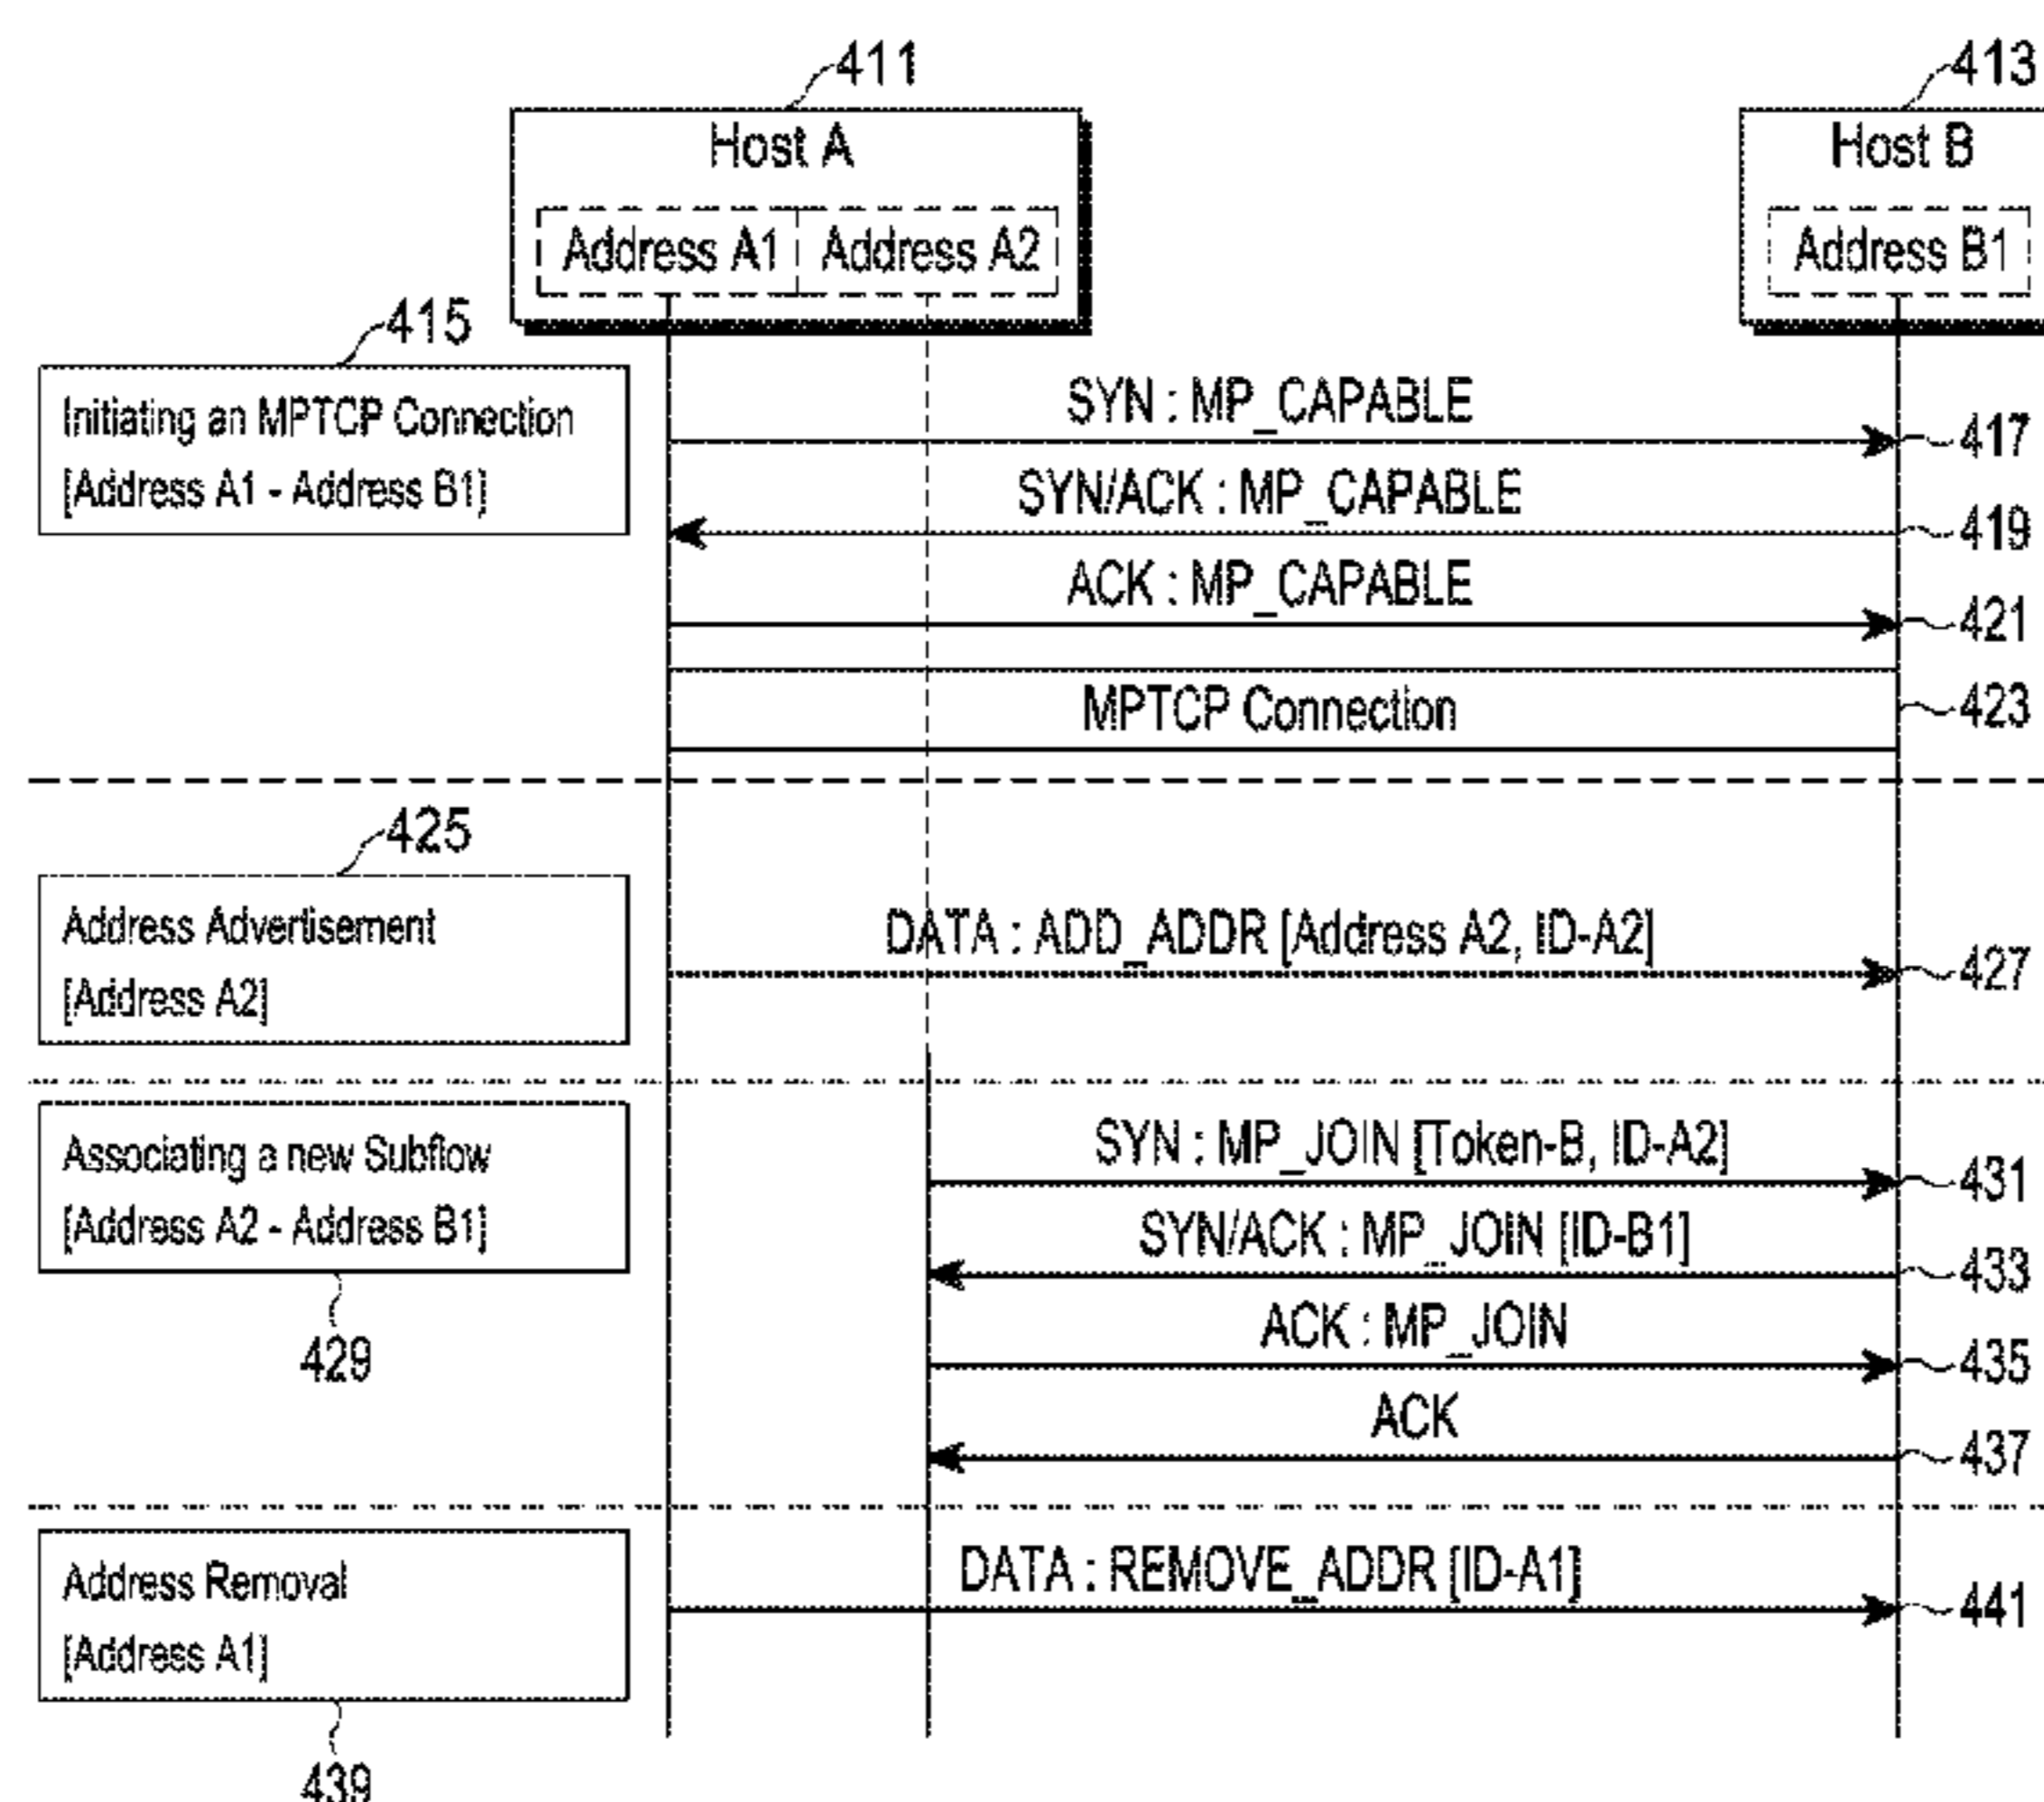 411
413
Host A
Host B
Address A1
Address A2
Address B1
415
Initiating an MPTCP Connection
[Address A1 - Address B1]
SYN : MP_CAPABLE
417
SYN/ACK : MP_CAPABLE
419
ACK : MP_CAPABLE
421
MPTCP Connection
423
425
Address Advertisement
[Address A2]
DATA : ADD_ADDR [Address A2, ID-A2]
427
Associating a new Subflow
[Address A2 - Address B1]
429
SYN : MP_JOIN [Token-B, ID-A2]
431
SYN/ACK : MP_JOIN [ID-B1]
433
ACK : MP_JOIN
435
ACK
437
Address Removal
[Address A1]
DATA : REMOVE_ADDR [ID-A1]
441
439